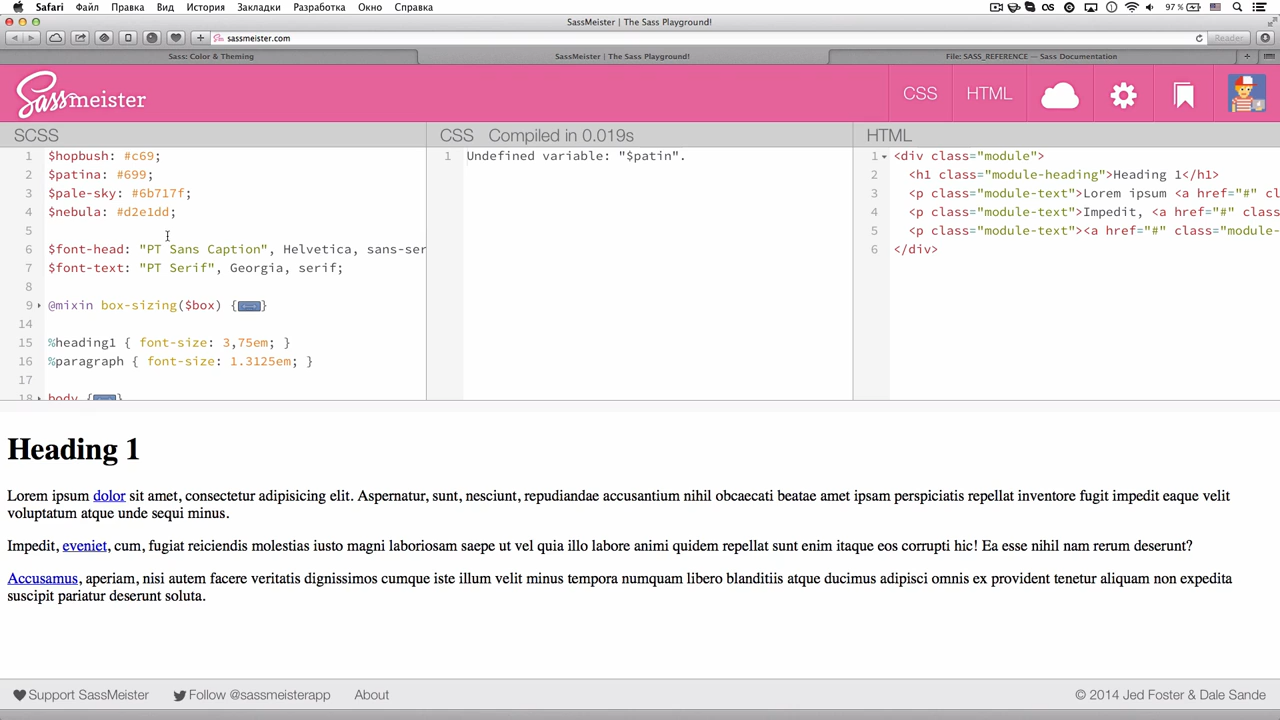 Safari Файл Правка Вид История Закладки Разработка Окно Справка 97 %
SassMeister | The Sass Playground!
sassmeister.com Reader
Sass: Color & Theming SassMeister | The Sass Playground! File: SASS_REFERENCE — Sass Documentation
Sassmeister CSS HTML
SCSS CSS Compiled in 0.019s HTML
1 $hopbush: #c69;
2 $patina: #699;
3 $pale-sky: #6b717f;
4 $nebula: #d2e1dd;
5
6 $font-head: "PT Sans Caption", Helvetica, sans-ser
7 $font-text: "PT Serif", Georgia, serif;
8
9 @mixin box-sizing($box) {}
14
15 %heading1 { font-size: 3,75em; }
16 %paragraph { font-size: 1.3125em; }
17
18 body {}
1 Undefined variable: "$patin".
1 <div class="module">
2 <h1 class="module-heading">Heading 1</h1>
3 <p class="module-text">Lorem ipsum <a href="#" cl
4 <p class="module-text">Impedit, <a href="#" class
5 <p class="module-text"><a href="#" class="module-
6 </div>
Heading 1
Lorem ipsum dolor sit amet, consectetur adipisicing elit. Aspernatur, sunt, nesciunt, repudiandae accusantium nihil obcaecati beatae amet ipsam perspiciatis repellat inventore fugit impedit eaque velit
voluptatum atque unde sequi minus.
Impedit, eveniet, cum, fugiat reiciendis molestias iusto magni laboriosam saepe ut vel quia illo labore animi quidem repellat sunt enim itaque eos corrupti hic! Ea esse nihil nam rerum deserunt?
Accusamus, aperiam, nisi autem facere veritatis dignissimos cumque iste illum velit minus tempora numquam libero blanditiis atque ducimus adipisci omnis ex provident tenetur aliquam non expedita
suscipit pariatur deserunt soluta.
Support SassMeister Follow @sassmeisterapp About © 2014 Jed Foster & Dale Sande